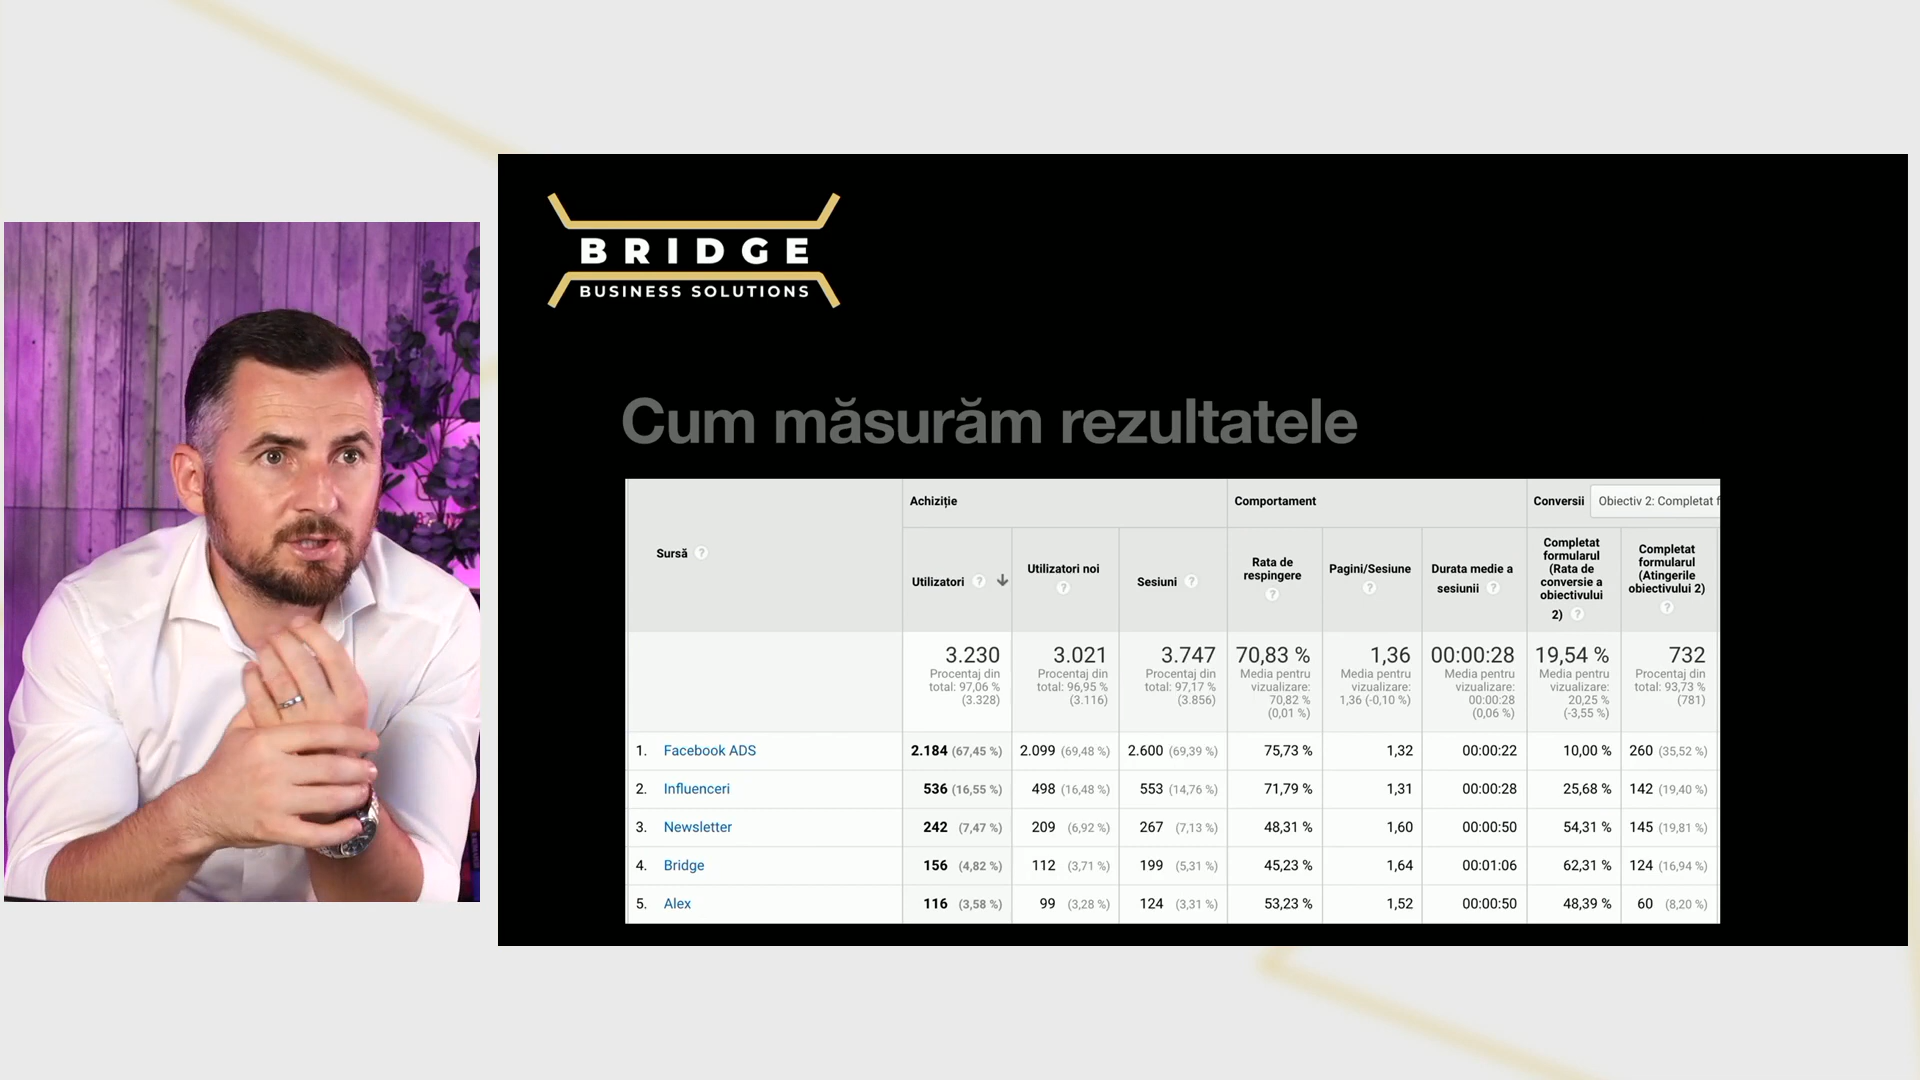 BRIDGE
BUSINESS SOLUTIONS
Cum măsurăm rezultatele
Achiziție Comportament Conversii Obiectiv 2: Completat f
Sursă ? Utilizatori ? Utilizatori noi ? Sesiuni ? Rata de respingere ? Pagini/Sesiune ? Durata medie a sesiunii ? Completat formularul (Rata de conversie a obiectivului 2) ? Completat formularul (Atingerile obiectivului 2) ?
3.230 Procentaj din total: 97,06 % (3.328)
3.021 Procentaj din total: 96,95 % (3.116)
3.747 Procentaj din total: 97,17 % (3.856)
70,83 % Media pentru vizualizare: 70,82 % (0,01 %)
1,36 Media pentru vizualizare: 1,36 (-0,10 %)
00:00:28 Media pentru vizualizare: 00:00:28 (0,06 %)
19,54 % Media pentru vizualizare: 20,25 % (-3,55 %)
732 Procentaj din total: 93,73 % (781)
1. Facebook ADS 2.184 (67,45 %) 2.099 (69,48 %) 2.600 (69,39 %) 75,73 % 1,32 00:00:22 10,00 % 260 (35,52 %)
2. Influenceri 536 (16,55 %) 498 (16,48 %) 553 (14,76 %) 71,79 % 1,31 00:00:28 25,68 % 142 (19,40 %)
3. Newsletter 242 (7,47 %) 209 (6,92 %) 267 (7,13 %) 48,31 % 1,60 00:00:50 54,31 % 145 (19,81 %)
4. Bridge 156 (4,82 %) 112 (3,71 %) 199 (5,31 %) 45,23 % 1,64 00:01:06 62,31 % 124 (16,94 %)
5. Alex 116 (3,58 %) 99 (3,28 %) 124 (3,31 %) 53,23 % 1,52 00:00:50 48,39 % 60 (8,20 %)